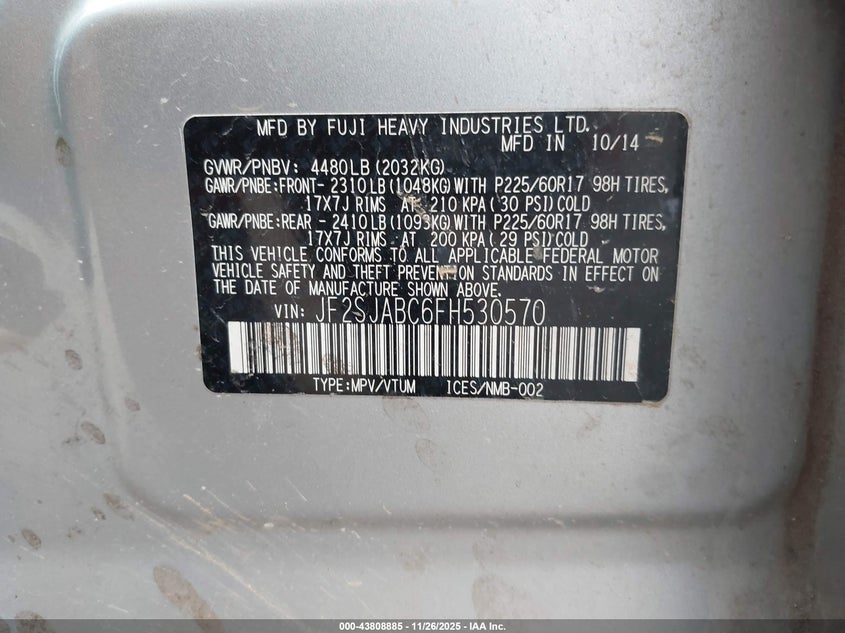 MFD BY FUJI HEAVY INDUSTRIES LTD.
MFD IN 10/14
GVWR/PNBV: 4480LB(2032KG)
GAWR/PNBE:FRONT- 2310LB(1048KG)WITH P225/60R17 98H TIRES,
17X7J RIMS AT 210 KPA(30 PSI)COLD
GAWR/PNBE:REAR - 2410LB(1093KG)WITH P225/60R17 98H TIRES,
17X7J RIMS AT 200 KPA(29 PSI)COLD
THIS VEHICLE CONFORMS TO ALL APPLICABLE FEDERAL MOTOR
VEHICLE SAFETY AND THEFT PREVENTION STANDARDS IN EFFECT ON
THE DATE OF MANUFACTURE SHOWN ABOVE.
VIN: JF2SJABC6FH530570
TYPE:MPV/VTUM ICES/NMB-002
000-43808885 - 11/26/2025 - IAA Inc.